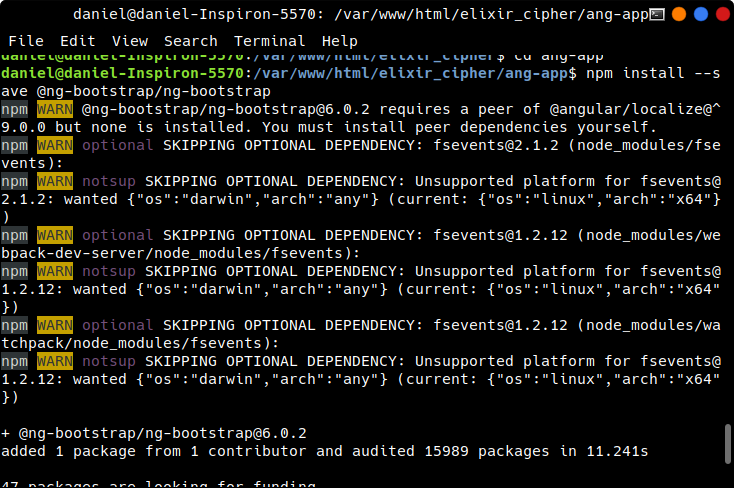 daniel@daniel-Inspiron-5570: /var/www/html/elixir_cipher/ang-app
File Edit View Search Terminal Help
daniel@daniel-Inspiron-5570:/var/www/html/elixir_cipher$ cd ang-app
daniel@daniel-Inspiron-5570:/var/www/html/elixir_cipher/ang-app$ npm install --s
ave @ng-bootstrap/ng-bootstrap
npm WARN @ng-bootstrap/ng-bootstrap@6.0.2 requires a peer of @angular/localize@^
9.0.0 but none is installed. You must install peer dependencies yourself.
npm WARN optional SKIPPING OPTIONAL DEPENDENCY: fsevents@2.1.2 (node_modules/fse
vents):
npm WARN notsup SKIPPING OPTIONAL DEPENDENCY: Unsupported platform for fsevents@
2.1.2: wanted {"os":"darwin","arch":"any"} (current: {"os":"linux","arch":"x64"}
)
npm WARN optional SKIPPING OPTIONAL DEPENDENCY: fsevents@1.2.12 (node_modules/we
bpack-dev-server/node_modules/fsevents):
npm WARN notsup SKIPPING OPTIONAL DEPENDENCY: Unsupported platform for fsevents@
1.2.12: wanted {"os":"darwin","arch":"any"} (current: {"os":"linux","arch":"x64"
})
npm WARN optional SKIPPING OPTIONAL DEPENDENCY: fsevents@1.2.12 (node_modules/wa
tchpack/node_modules/fsevents):
npm WARN notsup SKIPPING OPTIONAL DEPENDENCY: Unsupported platform for fsevents@
1.2.12: wanted {"os":"darwin","arch":"any"} (current: {"os":"linux","arch":"x64"
})
+ @ng-bootstrap/ng-bootstrap@6.0.2
added 1 package from 1 contributor and audited 15989 packages in 11.241s
47 packages are looking for funding